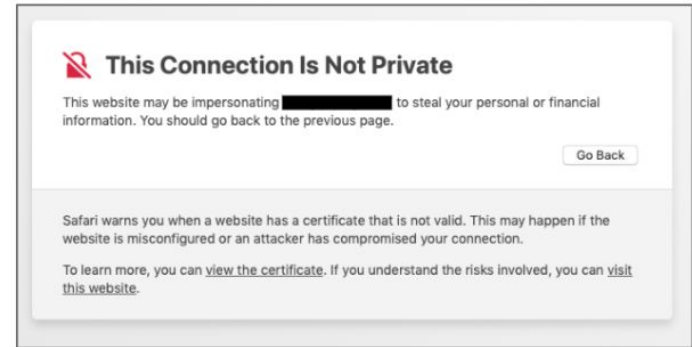 This Connection Is Not Private
This website may be impersonating to steal your personal or financial
information. You should go back to the previous page.
Go Back
Safari warns you when a website has a certificate that is not valid. This may happen if the
website is misconfigured or an attacker has compromised your connection.
To learn more, you can view the certificate. If you understand the risks involved, you can visit
this website.